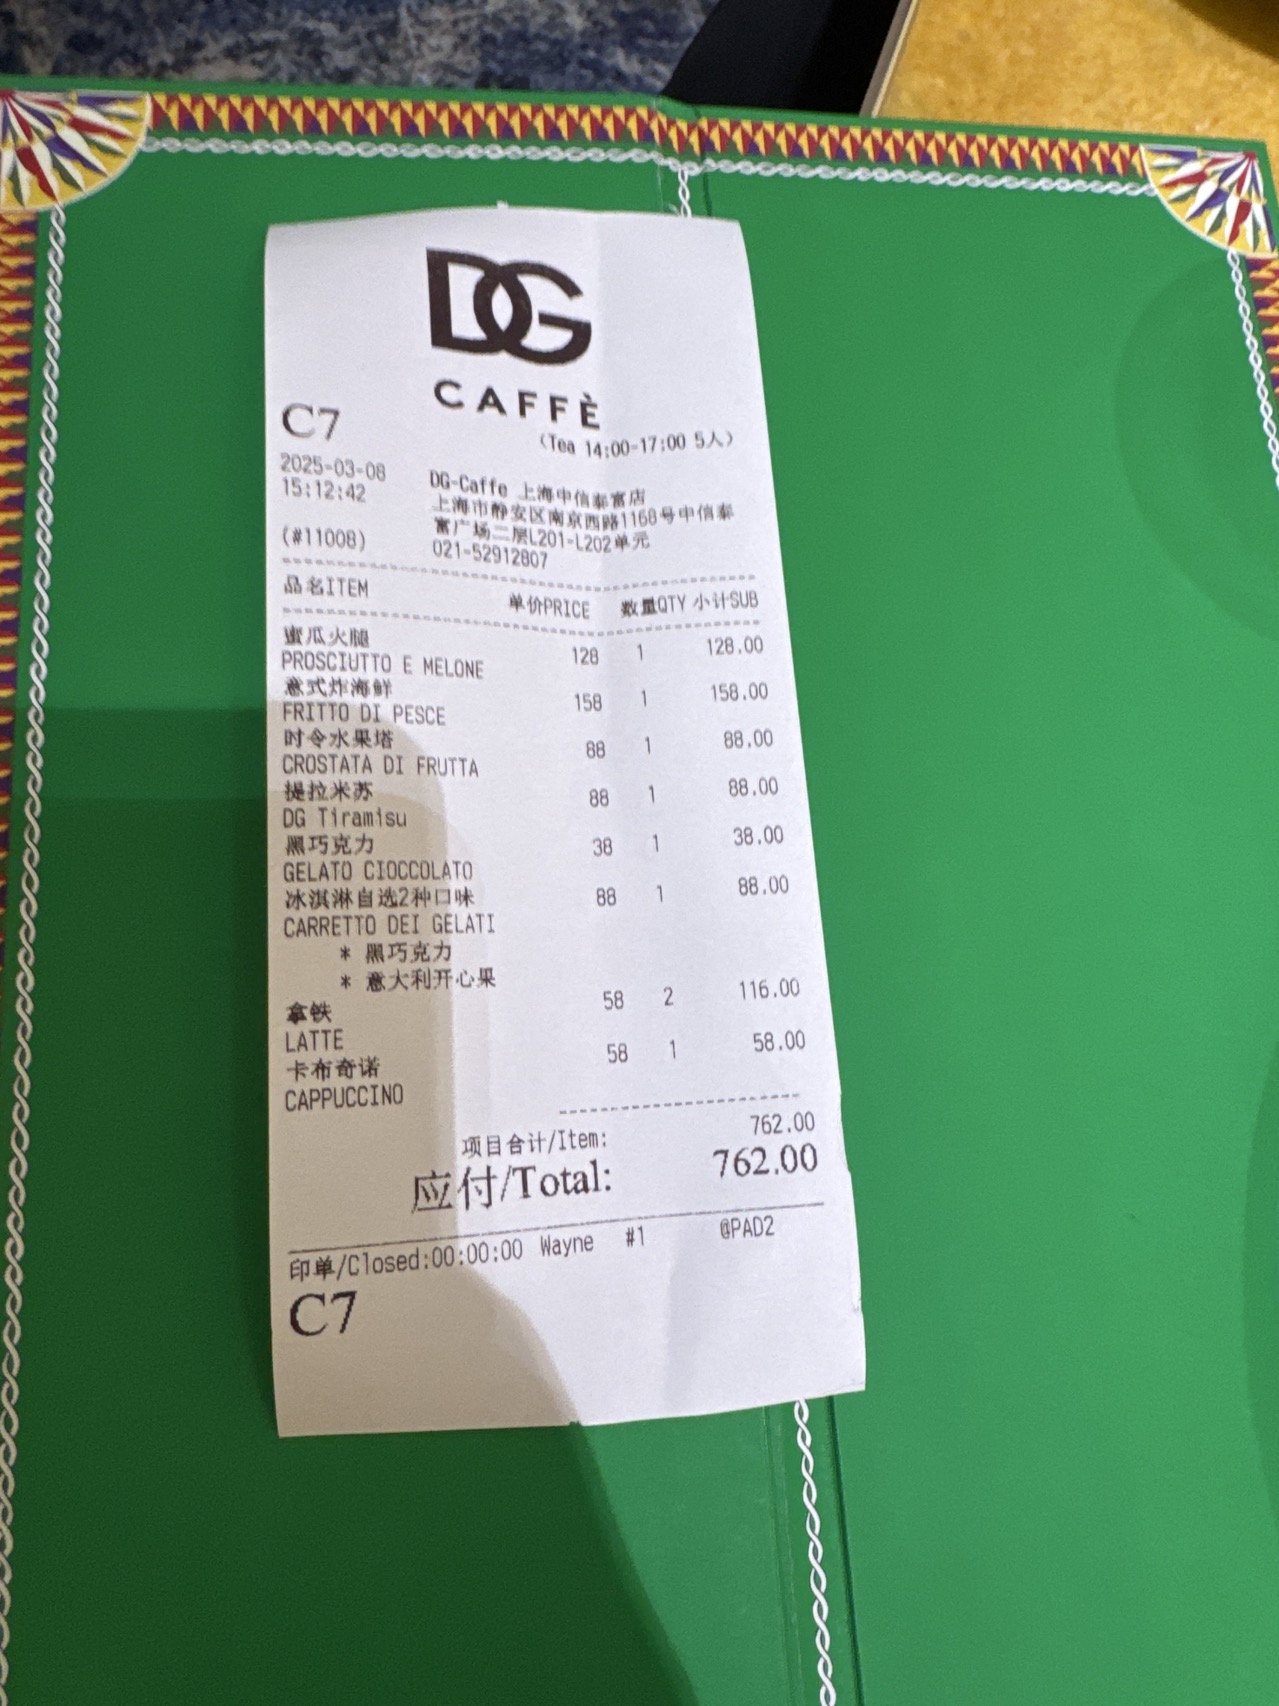 DG
CAFFÈ
C7
(Tea 14:00-17:00 5人)
2025-03-08
15:12:42
(#11008)
DG-Caffe 上海中信泰富店
上海市静安区南京西路1168号中信泰
富广场二层L201-L202单元
021-52912807
品名ITEM 单价PRICE 数量QTY 小计SUB
蜜瓜火腿
PROSCIUTTO E MELONE 128 1 128.00
意式炸海鲜
FRITTO DI PESCE 158 1 158.00
时令水果塔
CROSTATA DI FRUTTA 88 1 88.00
提拉米苏
DG Tiramisu 88 1 88.00
黑巧克力
GELATO CIOCCOLATO 38 1 38.00
冰淇淋自选2种口味
CARRETTO DEI GELATI 88 1 88.00
* 黑巧克力
* 意大利开心果
拿铁
LATTE 58 2 116.00
卡布奇诺
CAPPUCCINO 58 1 58.00
项目合计/Item: 762.00
应付/Total: 762.00
印单/Closed:00:00:00 Wayne #1 @PAD2
C7